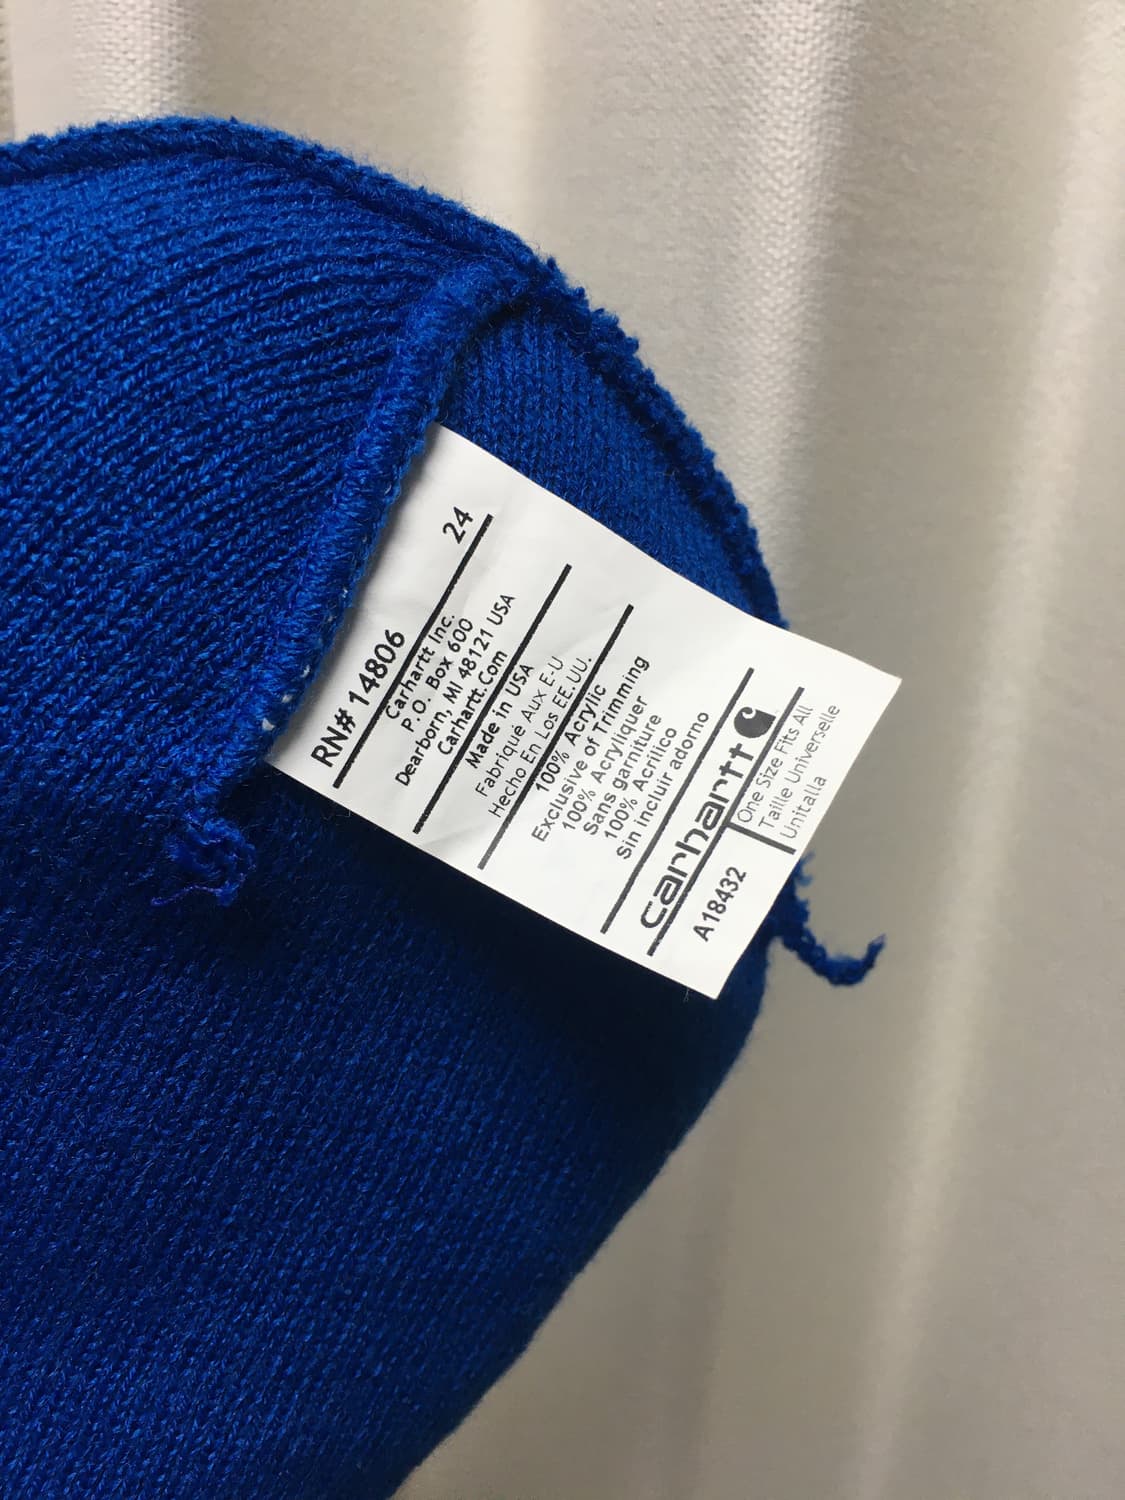 RN# 14806 24
Carhartt Inc.
P.O. Box 600
Dearborn, MI 48121 USA
Carhartt.Com
Made in USA
Fabriqué Aux E-U
Hecho En Los EE.UU.
100% Acrylic
Exclusive of Trimming
100% Acryliquer
Sans garniture
100% Acrilico
Sin incluir adorno
carhartt
A18432
One Size Fits All
Taille Universelle
Unitalla